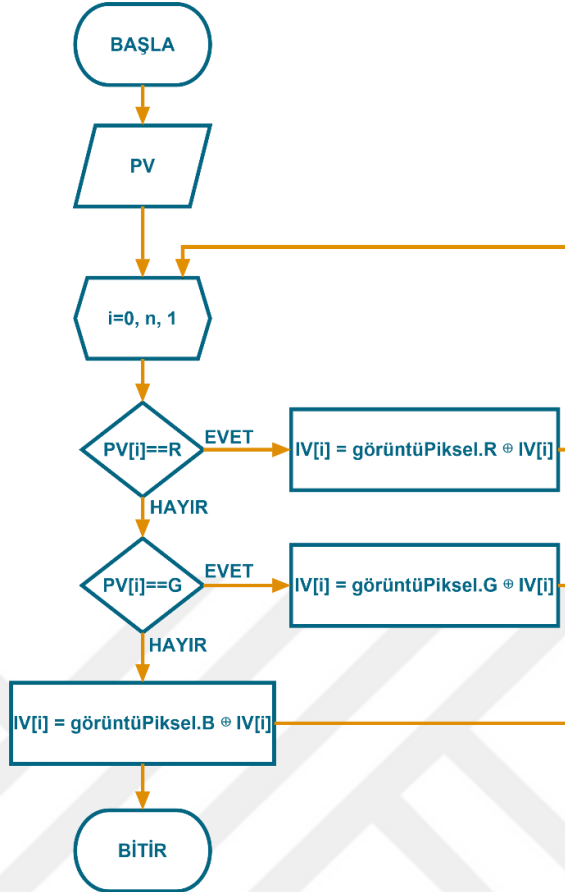 BAŞLA
PV
i=0, n, 1
PV[i]==R
EVET
IV[i] = görüntüPiksel.R ⊕ IV[i]
HAYIR
PV[i]==G
EVET
IV[i] = görüntüPiksel.G ⊕ IV[i]
HAYIR
IV[i] = görüntüPiksel.B ⊕ IV[i]
BİTİR